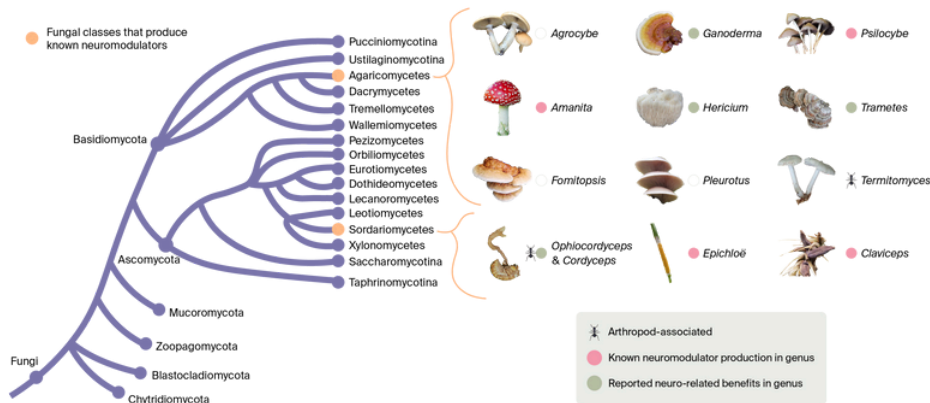 Fungal classes that produce
known neuromodulators
Pucciniomycotina
Ustilaginomycotina
Agaricomycetes
Dacrymycetes
Tremellomycetes
Wallemiomycetes
Pezizomycetes
Orbiliomycetes
Eurotiomycetes
Dothideomycetes
Lecanoromycetes
Leotiomycetes
Sordariomycetes
Xylonomycetes
Saccharomycotina
Taphrinomycotina
Basidiomycota
Ascomycota
Mucoromycota
Zoopagomycota
Blastocladiomycota
Chytridiomycota
Fungi
Agrocybe
Ganoderma
Psilocybe
Amanita
Hericium
Trametes
Fomitopsis
Pleurotus
Termitomyces
Ophiocordyceps
& Cordyceps
Epichloë
Claviceps
Arthropod-associated
Known neuromodulator production in genus
Reported neuro-related benefits in genus